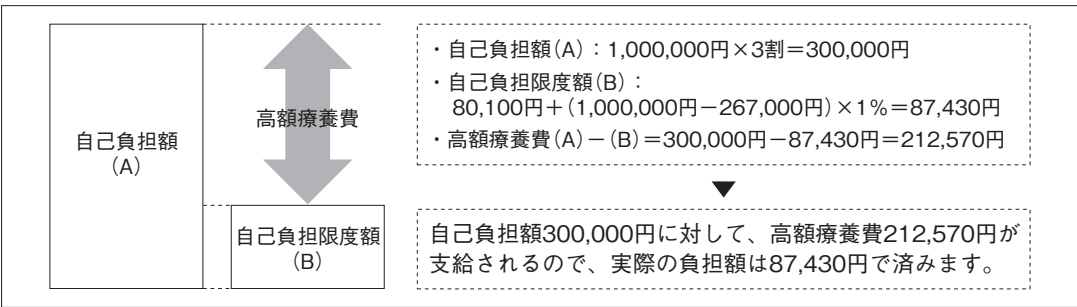 自己負担額
(A)
高額療養費
自己負担限度額
(B)
・自己負担額(A)：1,000,000円×3割＝300,000円
・自己負担限度額(B)：
80,100円＋(1,000,000円－267,000円)×1％＝87,430円
・高額療養費(A)－(B)＝300,000円－87,430円＝212,570円
▼
自己負担額300,000円に対して、高額療養費212,570円が
支給されるので、実際の負担額は87,430円で済みます。